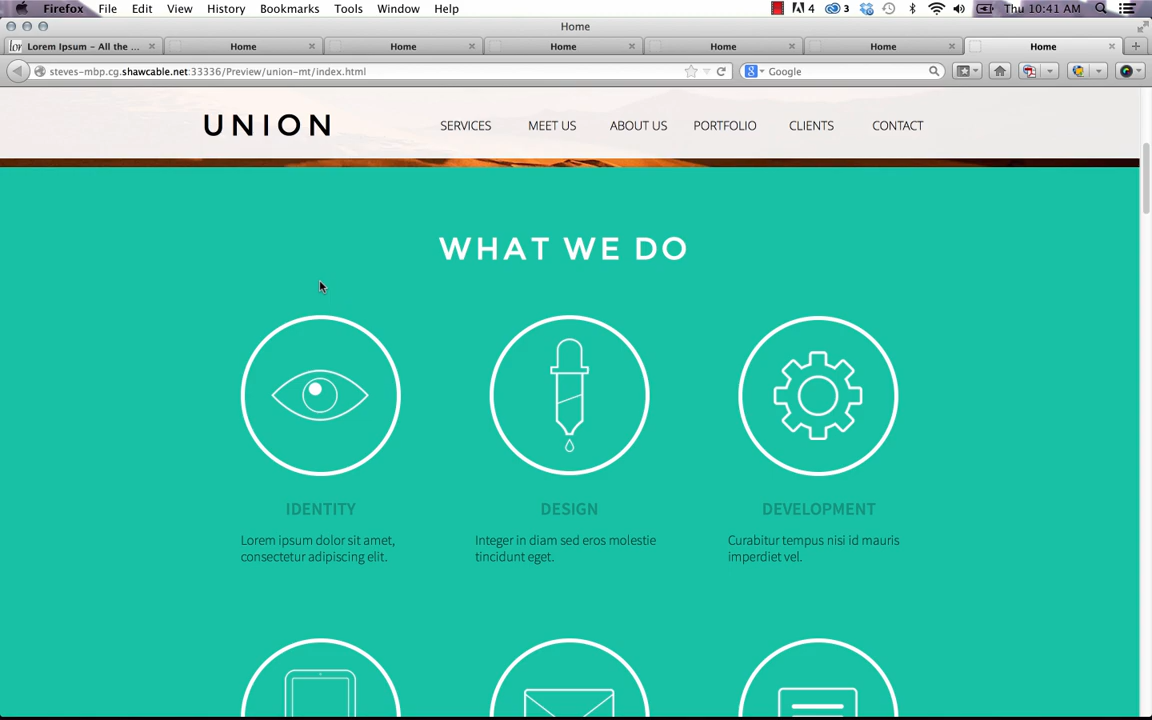 Firefox File Edit View History Bookmarks Tools Window Help 4 3 Thu 10:41 AM
Home
Lorem Ipsum – All the ... Home Home Home Home Home Home
steves-mbp.cg.shawcable.net:33336/Preview/union-mt/index.html Google
UNION SERVICES MEET US ABOUT US PORTFOLIO CLIENTS CONTACT
WHAT WE DO
IDENTITY DESIGN DEVELOPMENT
Lorem ipsum dolor sit amet, Integer in diam sed eros molestie Curabitur tempus nisi id mauris
consectetur adipiscing elit. tincidunt eget. imperdiet vel.